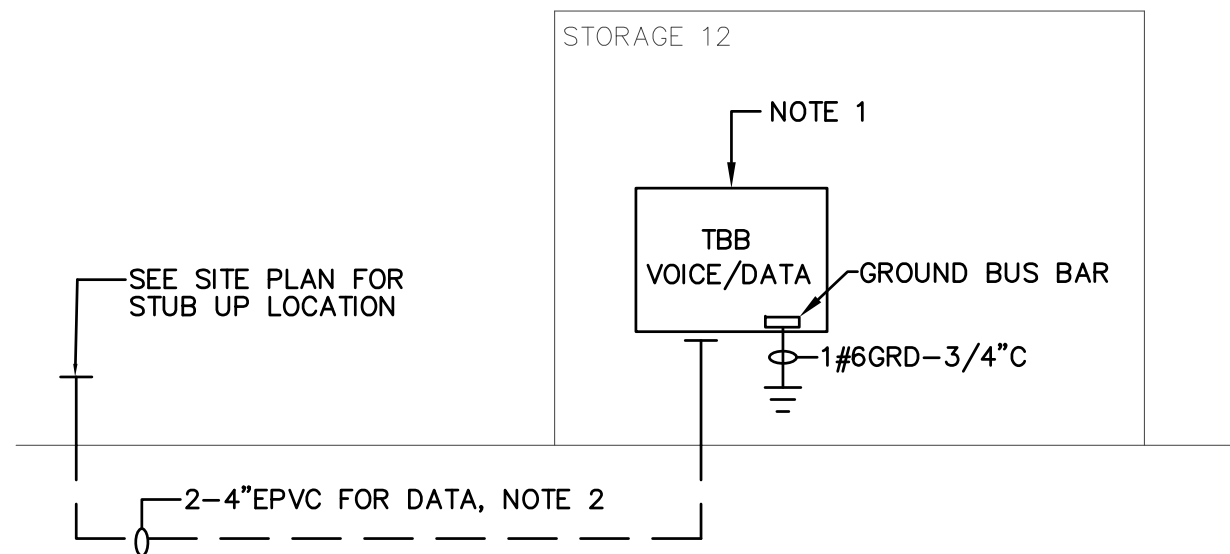 STORAGE 12
NOTE 1
TBB
VOICE/DATA
GROUND BUS BAR
SEE SITE PLAN FOR
STUB UP LOCATION
1#6GRD-3/4"C
2-4"EPVC FOR DATA, NOTE 2